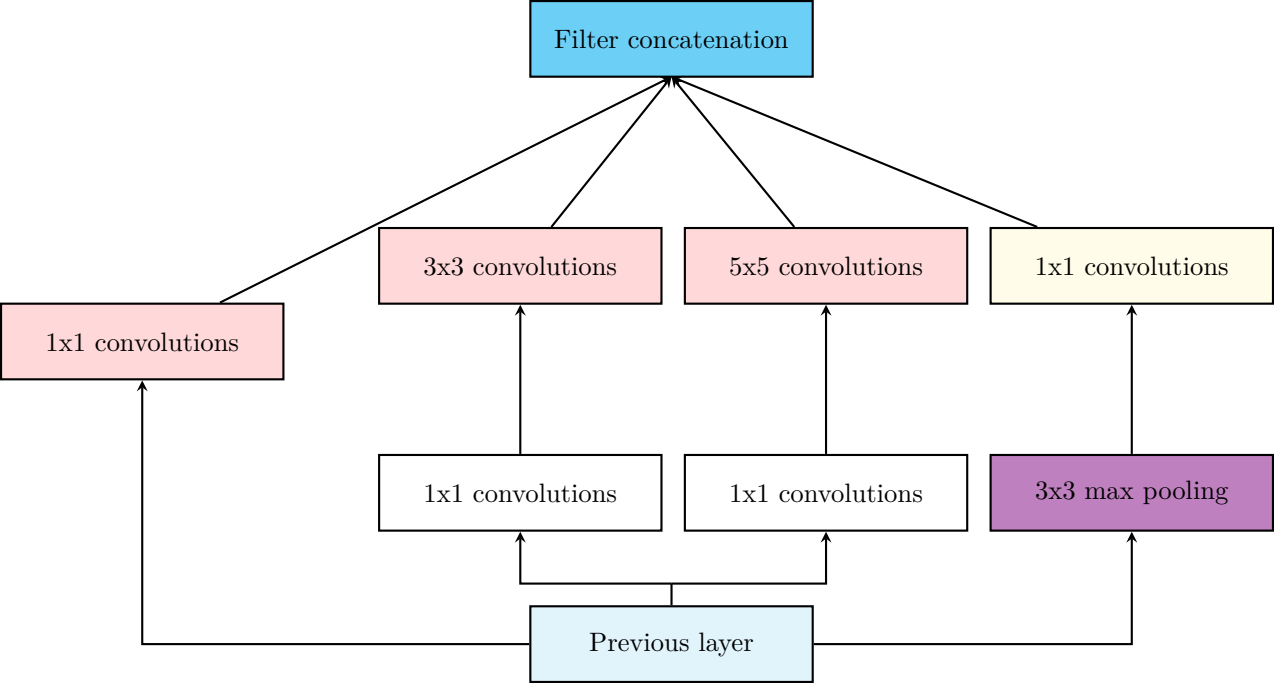 Filter concatenation
3x3 convolutions
5x5 convolutions
1x1 convolutions
1x1 convolutions
1x1 convolutions
1x1 convolutions
3x3 max pooling
Previous layer